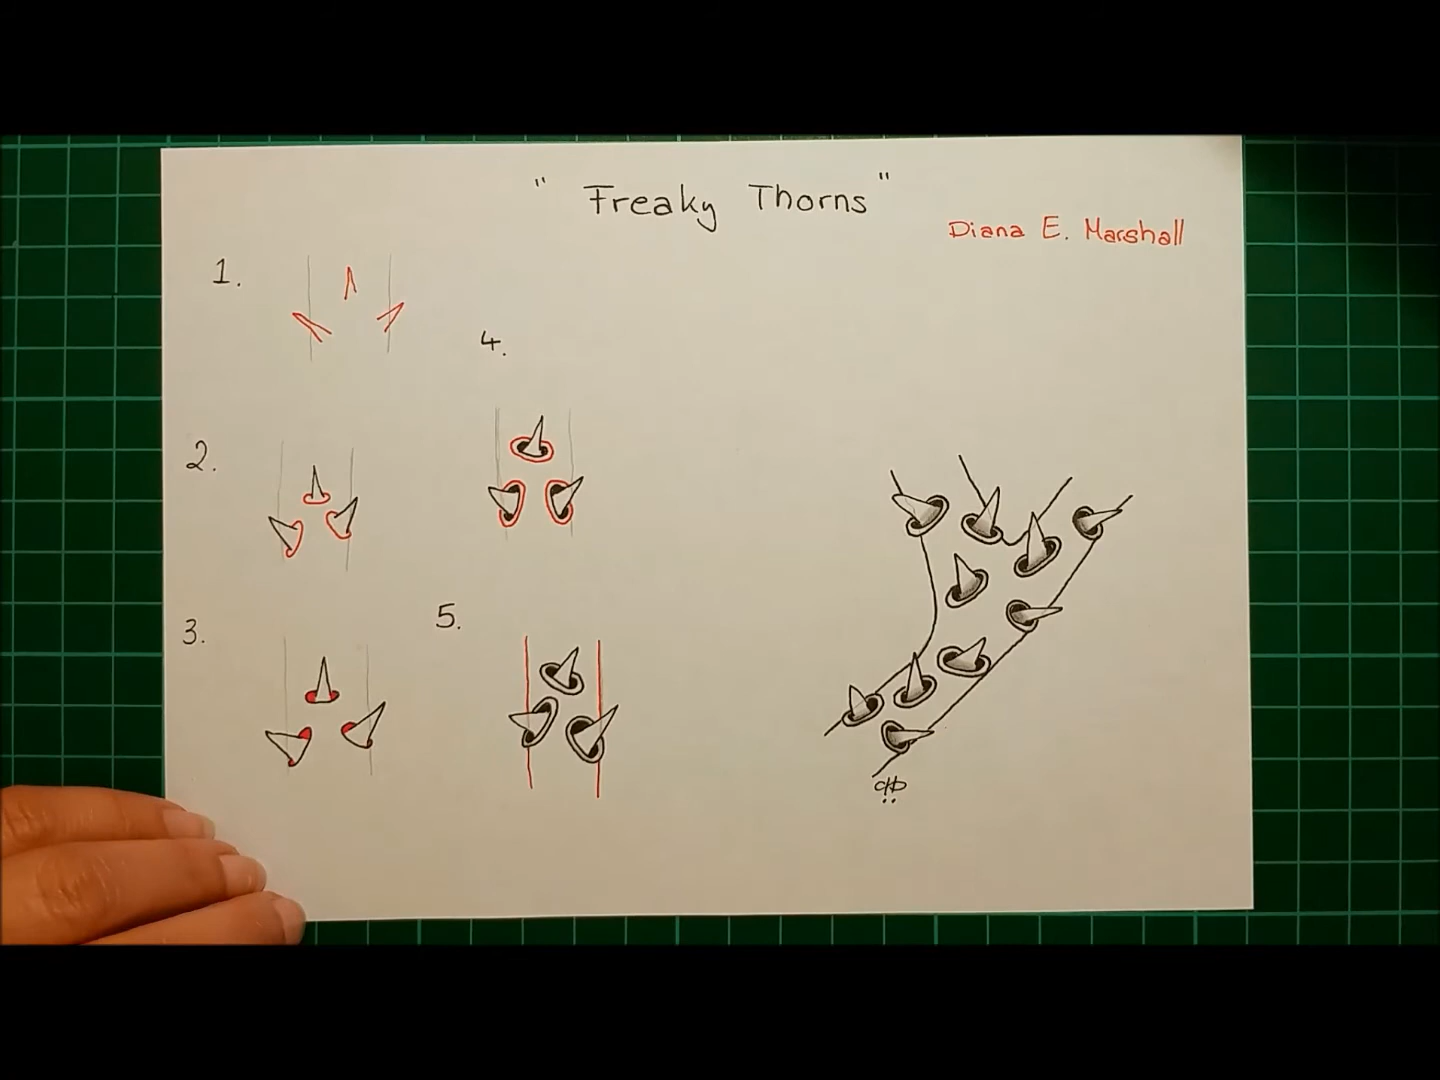 " Freaky Thorns "
Diana E. Marshall
1.
4.
2.
3.
5.